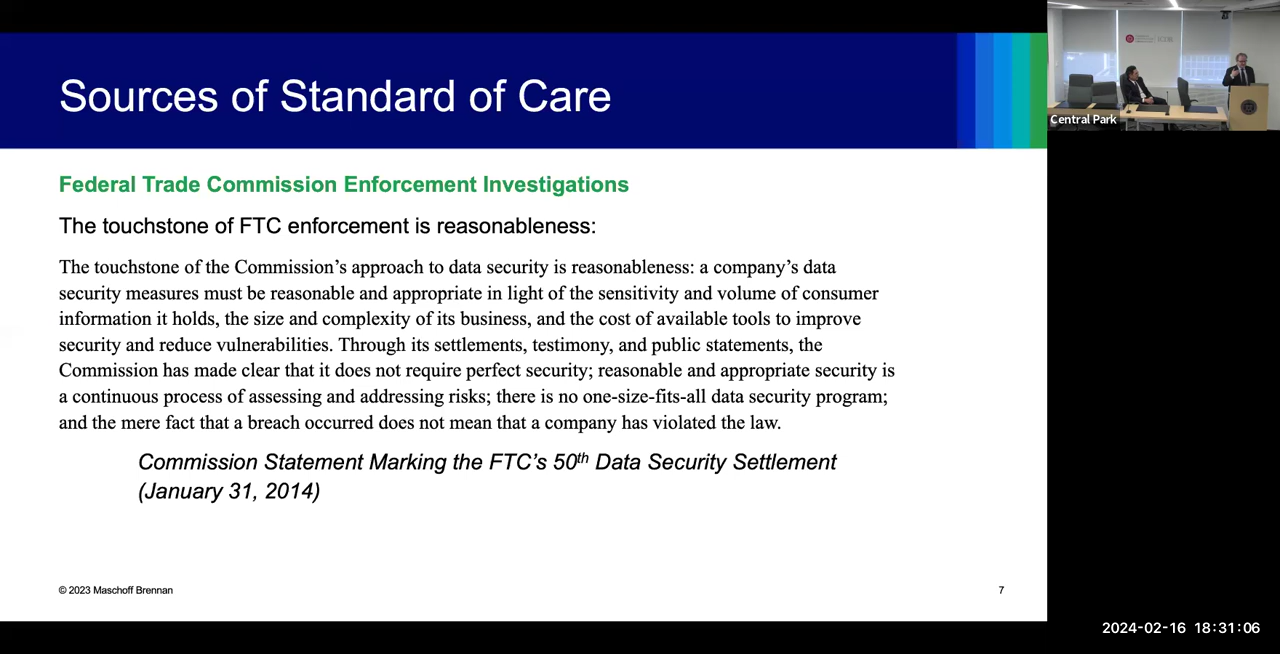 Sources of Standard of Care
Central Park
Federal Trade Commission Enforcement Investigations
The touchstone of FTC enforcement is reasonableness:
The touchstone of the Commission’s approach to data security is reasonableness: a company’s data
security measures must be reasonable and appropriate in light of the sensitivity and volume of consumer
information it holds, the size and complexity of its business, and the cost of available tools to improve
security and reduce vulnerabilities. Through its settlements, testimony, and public statements, the
Commission has made clear that it does not require perfect security; reasonable and appropriate security is
a continuous process of assessing and addressing risks; there is no one-size-fits-all data security program;
and the mere fact that a breach occurred does not mean that a company has violated the law.
Commission Statement Marking the FTC’s 50th Data Security Settlement
(January 31, 2014)
© 2023 Maschoff Brennan
7
2024-02-16 18:31:06